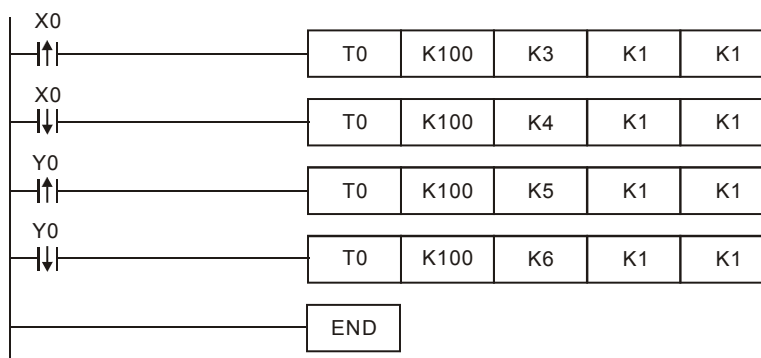 X0
T0 K100 K3 K1 K1
X0
T0 K100 K4 K1 K1
Y0
T0 K100 K5 K1 K1
Y0
T0 K100 K6 K1 K1
END